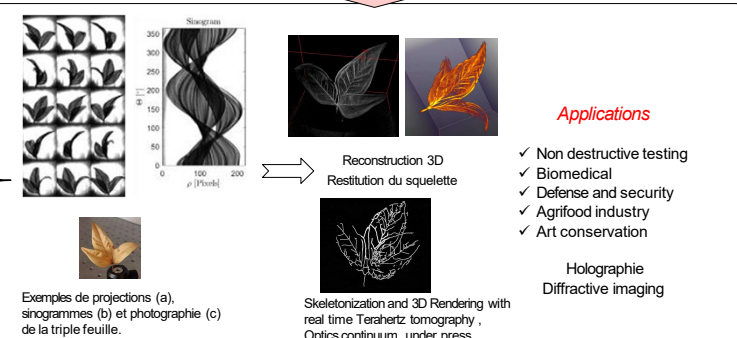 Sinogram
350
300
250
200
150
100
50
0
Θ [°]
0 100 200
ρ [Pixels]
Exemples de projections (a),
sinogrammes (b) et photographie (c)
de la triple feuille.
Reconstruction 3D
Restitution du squelette
Skeletonization and 3D Rendering with
real time Terahertz tomography ,
Optics continuum under press
Applications
✓ Non destructive testing
✓ Biomedical
✓ Defense and security
✓ Agrifood industry
✓ Art conservation
Holographie
Diffractive imaging